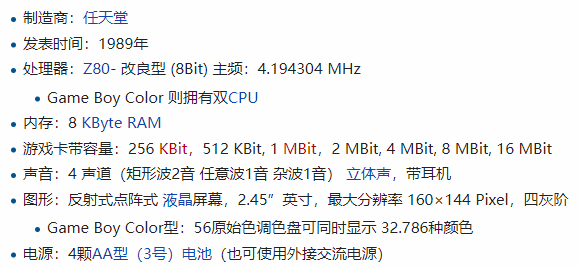 制造商：任天堂
发表时间：1989年
处理器：Z80- 改良型 (8Bit) 主频：4.194304 MHz
Game Boy Color 则拥有双CPU
内存：8 KByte RAM
游戏卡带容量：256 KBit，512 KBit, 1 MBit，2 MBit, 4 MBit, 8 MBit, 16 MBit
声音：4 声道（矩形波2音 任意波1音 杂波1音） 立体声，带耳机
图形：反射式点阵式 液晶屏幕，2.45”英寸，最大分辨率 160×144 Pixel，四灰阶
Game Boy Color型：56原始色调色盘可同时显示 32.786种颜色
电源：4颗AA型（3号）电池（也可使用外接交流电源）